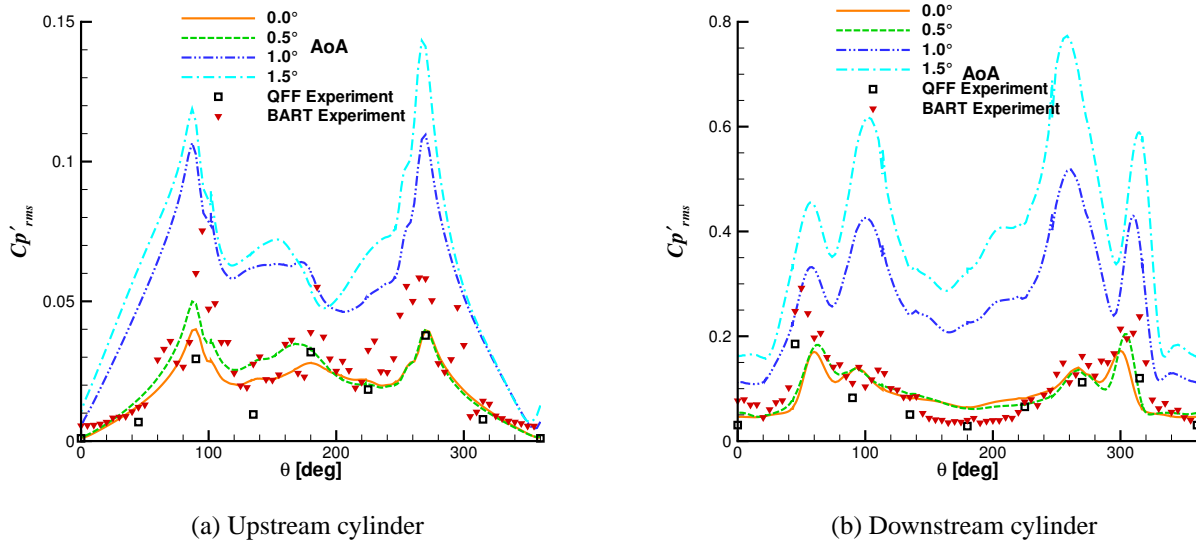 0.0°
0.5°
1.0°
1.5°
AoA
QFF Experiment
BART Experiment
0.15
0.1
0.05
0
Cp'rms
0
100
200
300
θ [deg]
(a) Upstream cylinder
0.0°
0.5°
1.0°
1.5°
AoA
QFF Experiment
BART Experiment
0.8
0.6
0.4
0.2
0
Cp'rms
0
100
200
300
θ [deg]
(b) Downstream cylinder